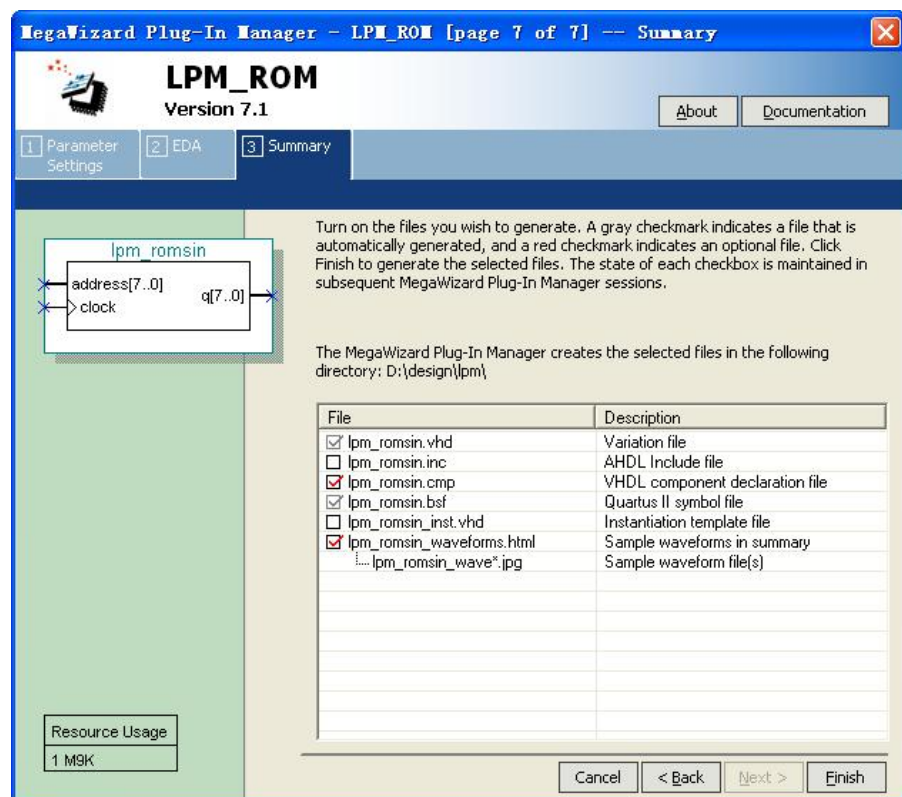 MegaWizard Plug-In Manager - LPM_ROM [page 7 of 7] -- Summary
LPM_ROM
Version 7.1
About
Documentation
1 Parameter Settings
2 EDA
3 Summary
Turn on the files you wish to generate. A gray checkmark indicates a file that is
automatically generated, and a red checkmark indicates an optional file. Click
Finish to generate the selected files. The state of each checkbox is maintained in
subsequent MegaWizard Plug-In Manager sessions.
lpm_romsin
address[7..0]
q[7..0]
clock
The MegaWizard Plug-In Manager creates the selected files in the following
directory: D:\design\lpm\
File Description
lpm_romsin.vhd Variation file
lpm_romsin.inc AHDL Include file
lpm_romsin.cmp VHDL component declaration file
lpm_romsin.bsf Quartus II symbol file
lpm_romsin_inst.vhd Instantiation template file
lpm_romsin_waveforms.html Sample waveforms in summary
lpm_romsin_wave*.jpg Sample waveform file(s)
Resource Usage
1 M9K
Cancel
< Back
Next >
Finish